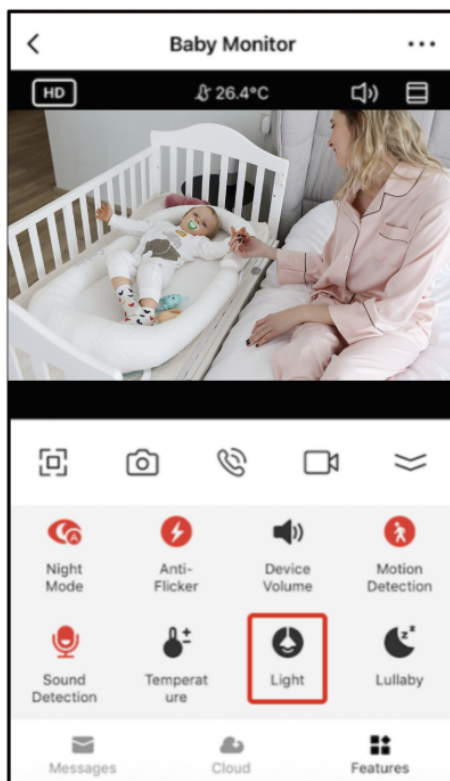 Baby Monitor
HD
26.4°C
Night
Mode
Anti-
Flicker
Device
Volume
Motion
Detection
Sound
Detection
Temperat
ure
Light
Lullaby
Messages
Cloud
Features